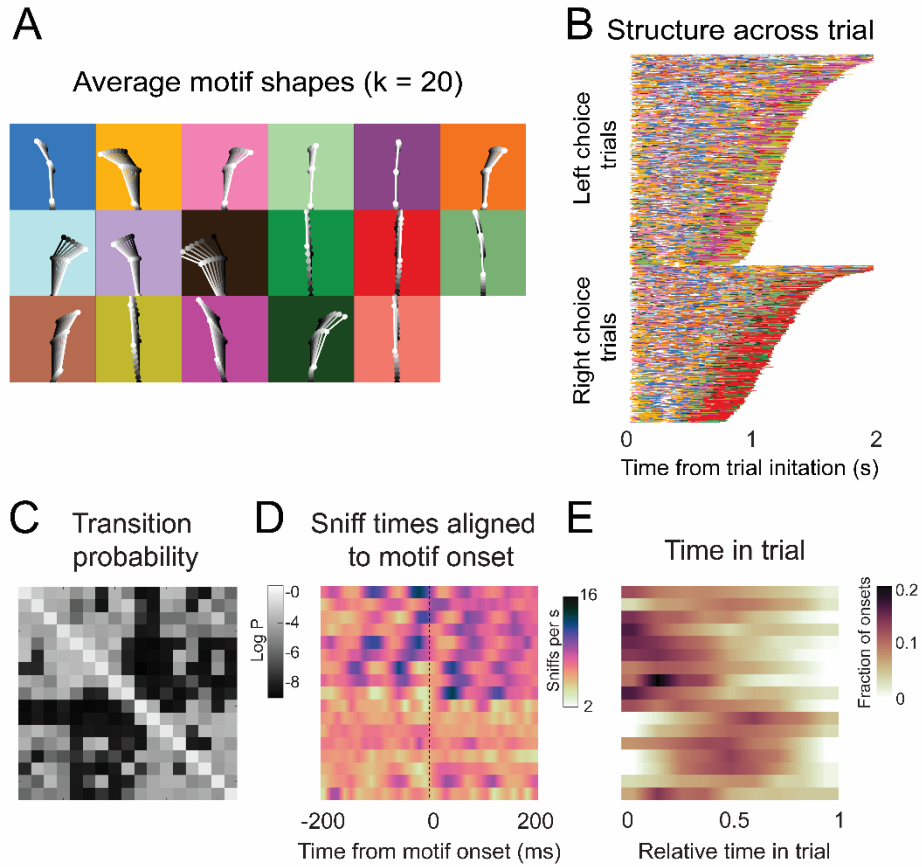 A
Average motif shapes (k = 20)
B Structure across trial
Left choice
trials
Right choice
trials
0 1 2
Time from trial initation (s)
C Transition
probability
-0
-4
-6
-8
Log P
D Sniff times aligned
to motif onset
16
2
Sniffs per s
-200 0 200
Time from motif onset (ms)
E Time in trial
0.2
0.1
0
Fraction of onsets
0 0.5 1
Relative time in trial